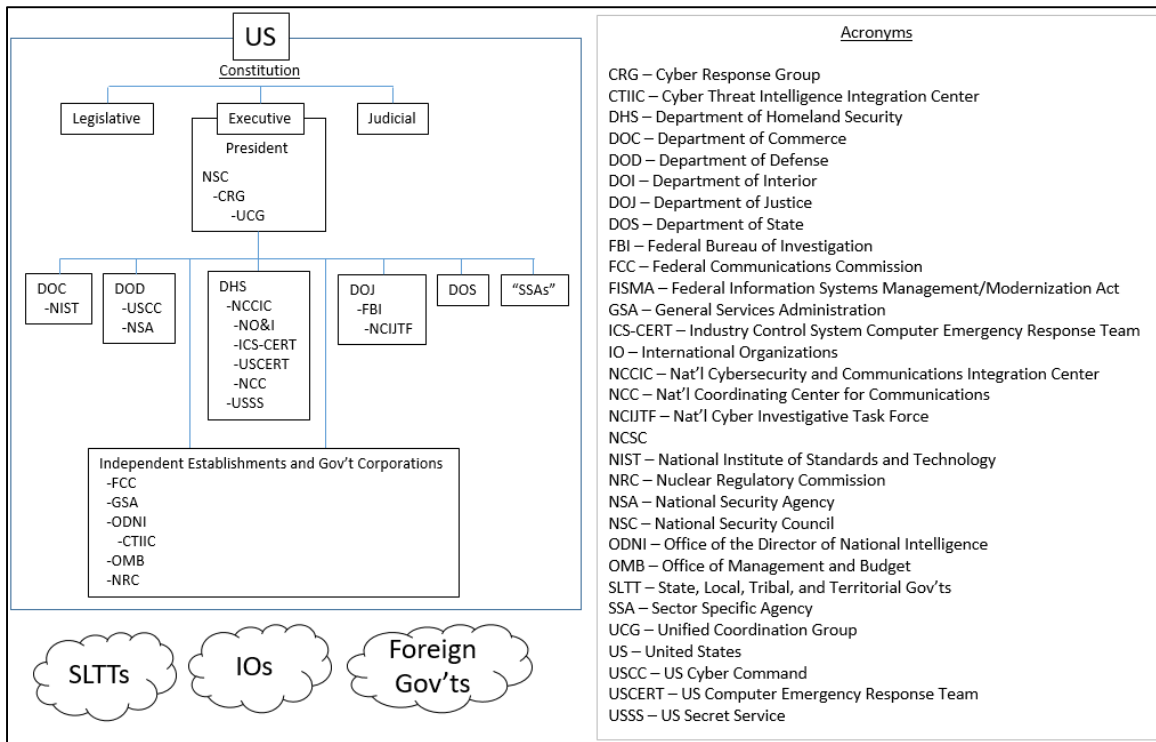 US
Constitution
Legislative
Executive
Judicial
President
NSC
-CRG
-UCG
DOC
-NIST
DOD
-USCC
-NSA
DHS
-NCCIC
-NO&I
-ICS-CERT
-USCERT
-NCC
-USSS
DOJ
-FBI
-NCIJTF
DOS
“SSAs”
Independent Establishments and Gov’t Corporations
-FCC
-GSA
-ODNI
-CTIIC
-OMB
-NRC
SLTTs
IOs
Foreign
Gov’ts
Acronyms
CRG – Cyber Response Group
CTIIC – Cyber Threat Intelligence Integration Center
DHS – Department of Homeland Security
DOC – Department of Commerce
DOD – Department of Defense
DOI – Department of Interior
DOJ – Department of Justice
DOS – Department of State
FBI – Federal Bureau of Investigation
FCC – Federal Communications Commission
FISMA – Federal Information Systems Management/Modernization Act
GSA – General Services Administration
ICS-CERT – Industry Control System Computer Emergency Response Team
IO – International Organizations
NCCIC – Nat’l Cybersecurity and Communications Integration Center
NCC – Nat’l Coordinating Center for Communications
NCIJTF – Nat’l Cyber Investigative Task Force
NCSC
NIST – National Institute of Standards and Technology
NRC – Nuclear Regulatory Commission
NSA – National Security Agency
NSC – National Security Council
ODNI – Office of the Director of National Intelligence
OMB – Office of Management and Budget
SLTT – State, Local, Tribal, and Territorial Gov’ts
SSA – Sector Specific Agency
UCG – Unified Coordination Group
US – United States
USCC – US Cyber Command
USCERT – US Computer Emergency Response Team
USSS – US Secret Service